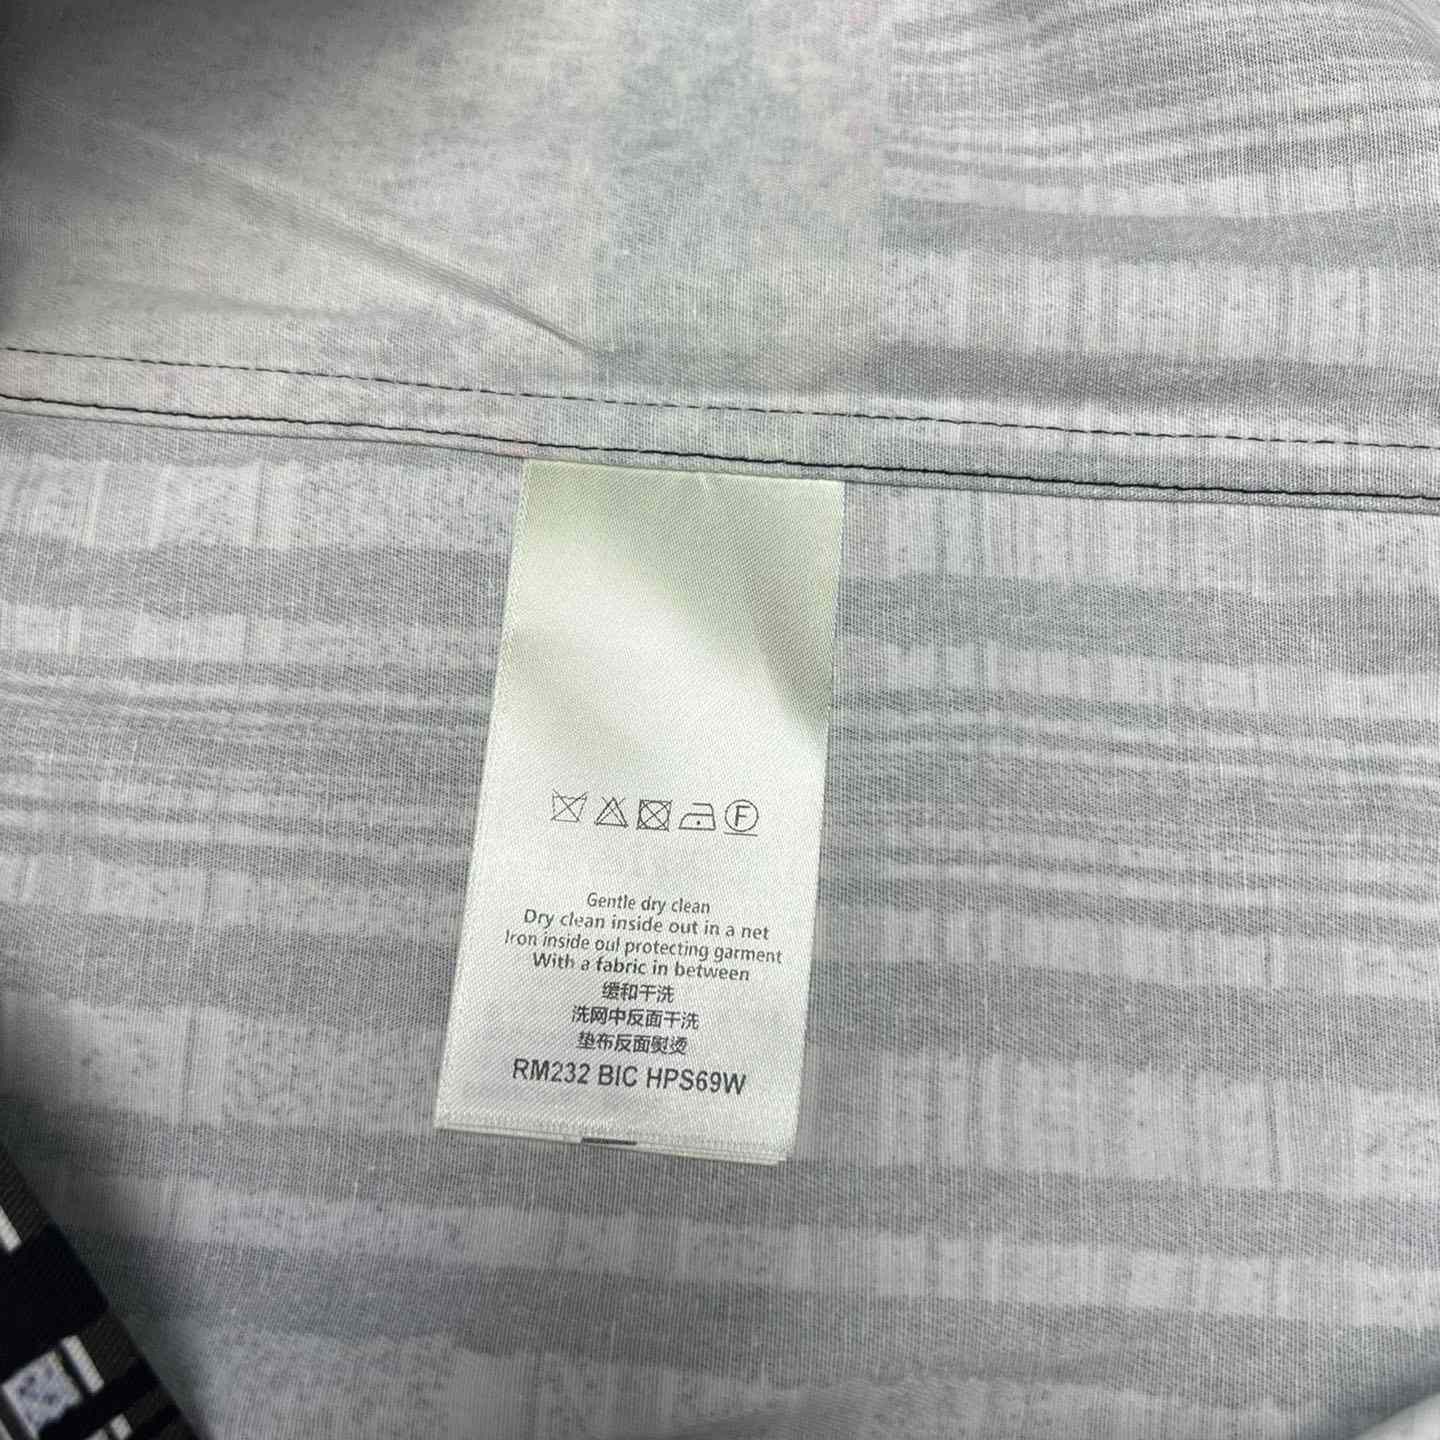 F
Gentle dry clean
Dry clean inside out in a net
Iron inside oul protecting garment
With a fabric in between
缓和干洗
洗网中反面干洗
垫布反面熨烫
RM232 BIC HPS69W